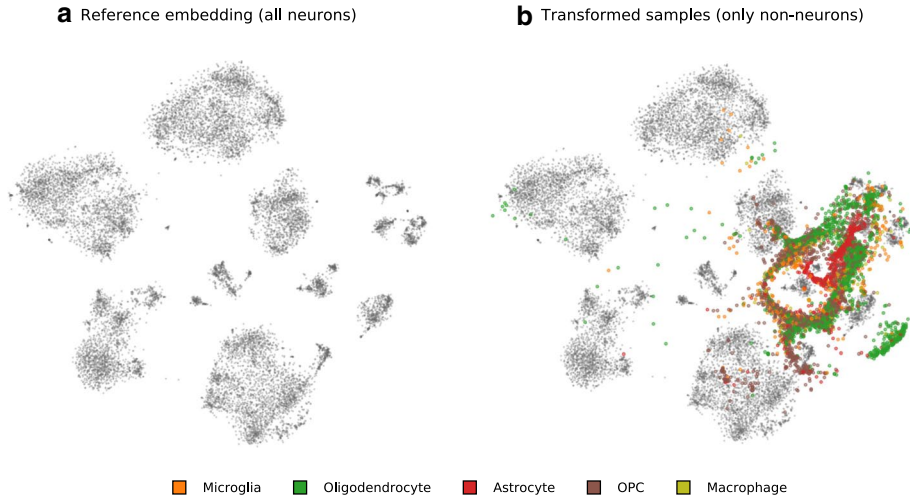 a Reference embedding (all neurons)
b Transformed samples (only non-neurons)
Microglia Oligodendrocyte Astrocyte OPC Macrophage